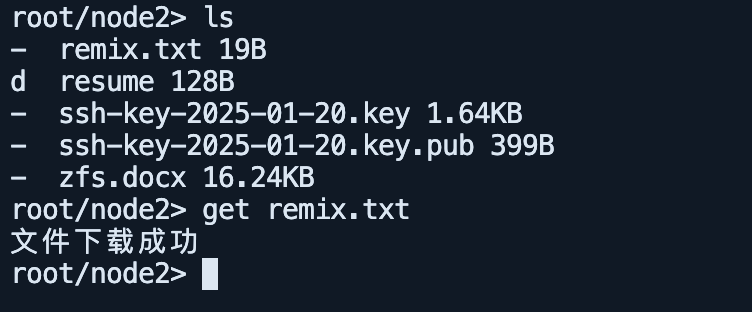 root/node2> ls
-  remix.txt 19B
d  resume 128B
-  ssh-key-2025-01-20.key 1.64KB
-  ssh-key-2025-01-20.key.pub 399B
-  zfs.docx 16.24KB
root/node2> get remix.txt
文件下载成功
root/node2>